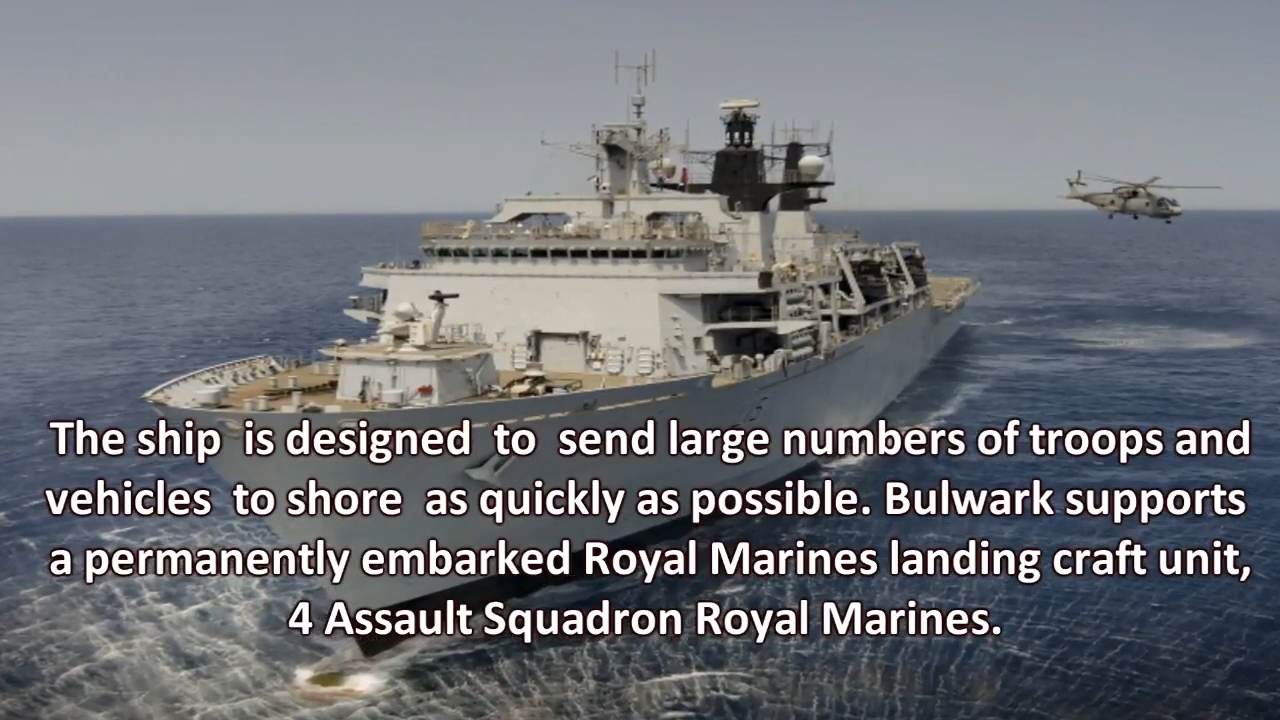 The ship is designed to send large numbers of troops and
vehicles to shore as quickly as possible. Bulwark supports
a permanently embarked Royal Marines landing craft unit,
4 Assault Squadron Royal Marines.